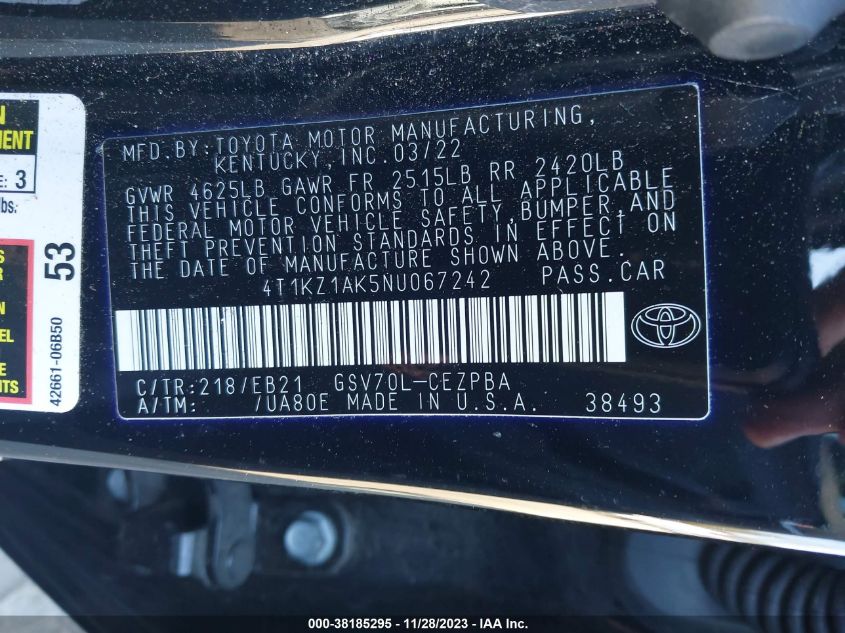 MFD.BY:TOYOTA MOTOR MANUFACTURING,
KENTUCKY,INC.03/22
GVWR 4625LB GAWR FR 2515LB RR 2420LB
THIS VEHICLE CONFORMS TO ALL APPLICABLE
FEDERAL MOTOR VEHICLE SAFETY,BUMPER,AND
THEFT PREVENTION STANDARDS IN EFFECT ON
THE DATE OF MANUFACTURE SHOWN ABOVE.
4T1KZ1AK5NU067242 PASS.CAR
C/TR:218/EB21 GSV70L-CEZPBA
A/TM: /UA80E MADE IN U.S.A. 38493
E: 3
lbs:
53
42661-06B50
000-38185295 - 11/28/2023 - IAA Inc.